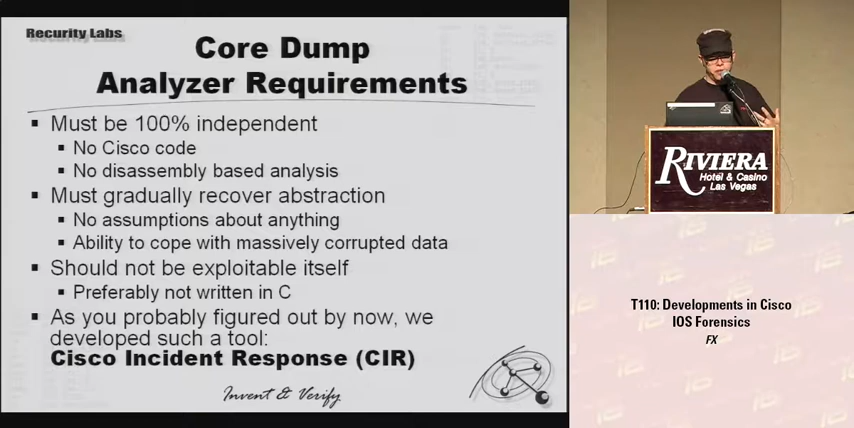 Recurity Labs
Core Dump
Analyzer Requirements
Must be 100% independent
No Cisco code
No disassembly based analysis
Must gradually recover abstraction
No assumptions about anything
Ability to cope with massively corrupted data
Should not be exploitable itself
Preferably not written in C
As you probably figured out by now, we
developed such a tool:
Cisco Incident Response (CIR)
Invent & Verify
RIVIERA
Hotel & Casino
Las Vegas
T110: Developments in Cisco
IOS Forensics
FX